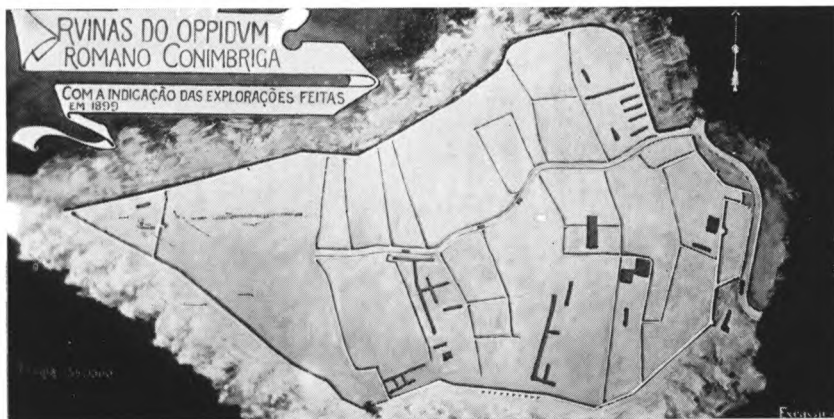 RVINAS DO OPPIDVM
ROMANO CONIMBRIGA
COM A INDICAÇÃO DAS EXPLORAÇÕES FEITAS
EM 1899